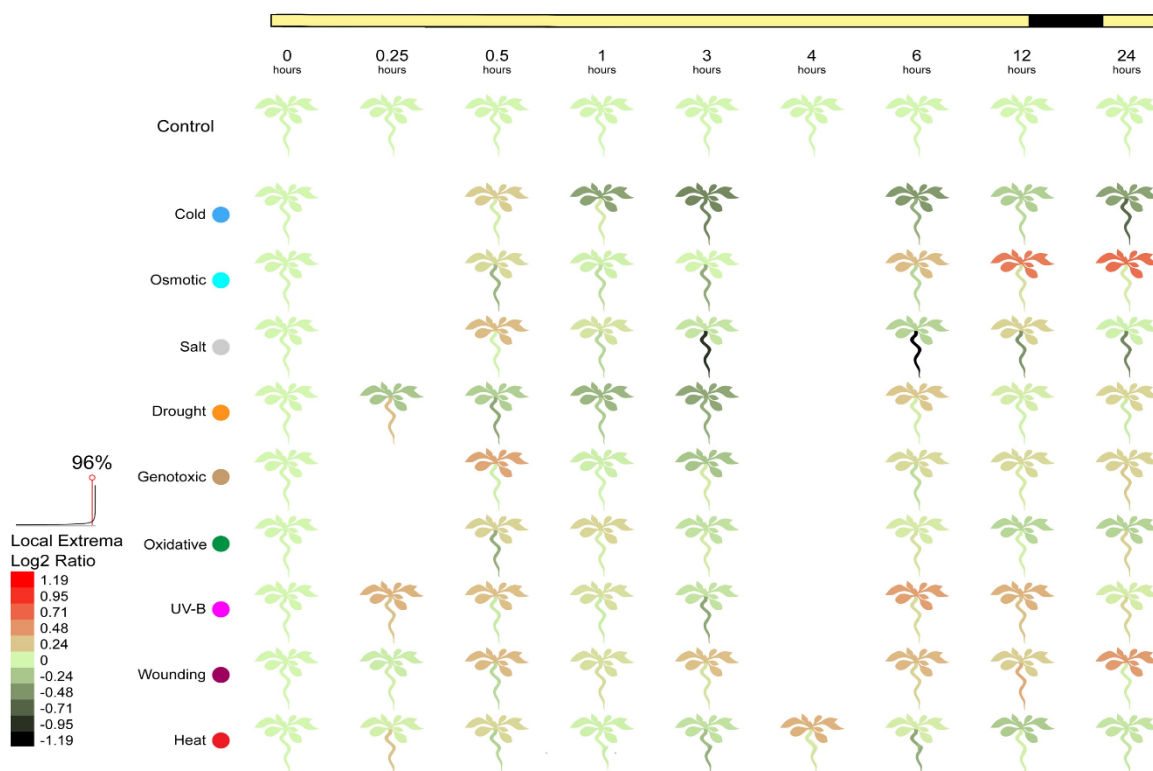 0 0.25 0.5 1 3 4 6 12 24
hours hours hours hours hours hours hours hours hours
Control
Cold
Osmotic
Salt
Drought
Genotoxic
Oxidative
UV-B
Wounding
Heat
96%
Local Extrema
Log2 Ratio
1.19
0.95
0.71
0.48
0.24
0
-0.24
-0.48
-0.71
-0.95
-1.19